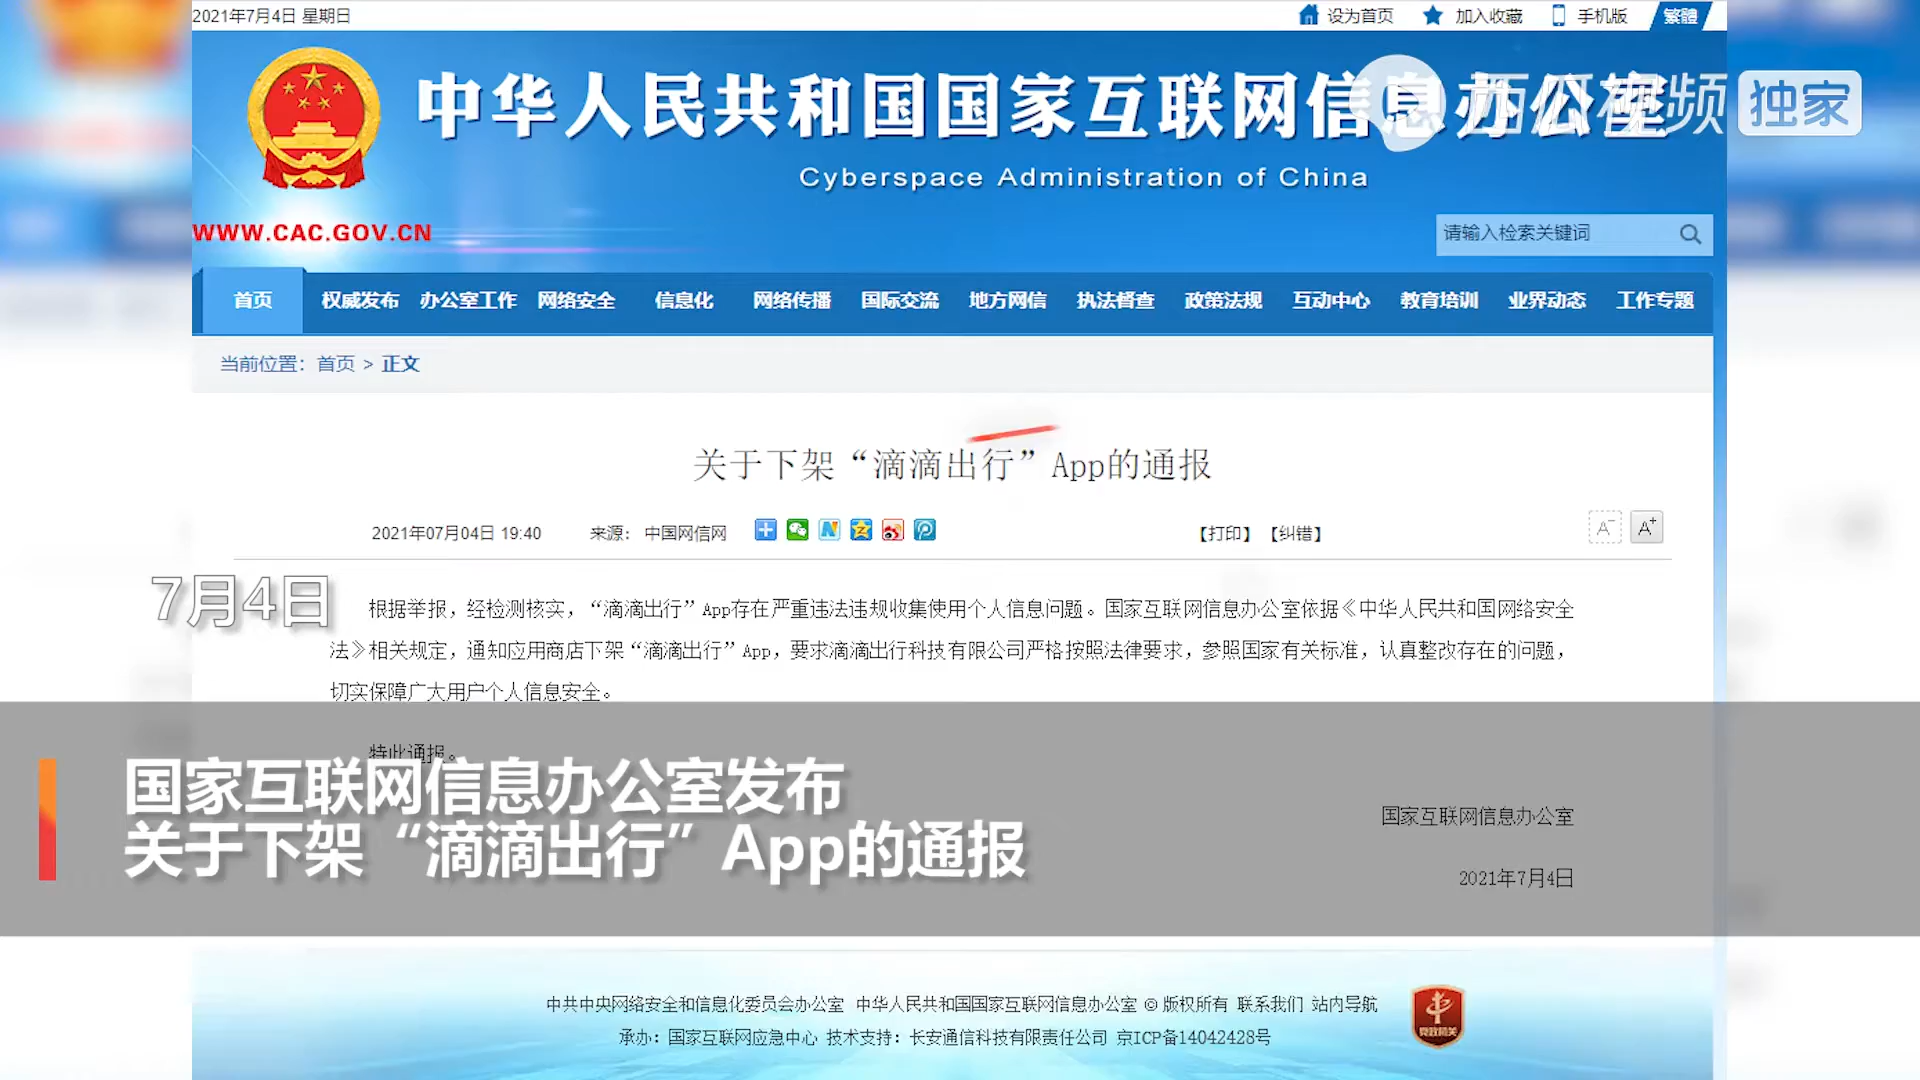 2021年7月4日 星期日
设为首页 加入收藏 手机版 繁體
中华人民共和国国家互联网信息办公室
西瓜视频 独家
Cyberspace Administration of China
WWW.CAC.GOV.CN
请输入检索关键词
首页 权威发布 办公室工作 网络安全 信息化 网络传播 国际交流 地方网信 执法督查 政策法规 互动中心 教育培训 业界动态 工作专题
当前位置：首页 > 正文
关于下架“滴滴出行”App的通报
2021年07月04日 19:40 来源： 中国网信网 【打印】【纠错】 A- A+
7月4日
根据举报，经检测核实，“滴滴出行”App存在严重违法违规收集使用个人信息问题。国家互联网信息办公室依据《中华人民共和国网络安全
法》相关规定，通知应用商店下架“滴滴出行”App，要求滴滴出行科技有限公司严格按照法律要求，参照国家有关标准，认真整改存在的问题，
切实保障广大用户个人信息安全。
特此通报。
国家互联网信息办公室发布
关于下架“滴滴出行”App的通报
国家互联网信息办公室
2021年7月4日
中共中央网络安全和信息化委员会办公室 中华人民共和国国家互联网信息办公室 © 版权所有 联系我们 站内导航
承办：国家互联网应急中心 技术支持：长安通信科技有限责任公司 京ICP备14042428号
党政机关